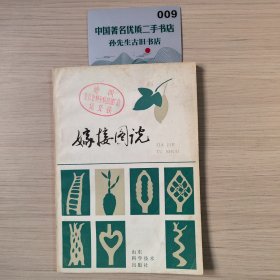 009
中国著名优质二手书店
孙先生古旧书店
嫁接图说
JIA JIE
TU SHUO
山东
科学技术
出版社